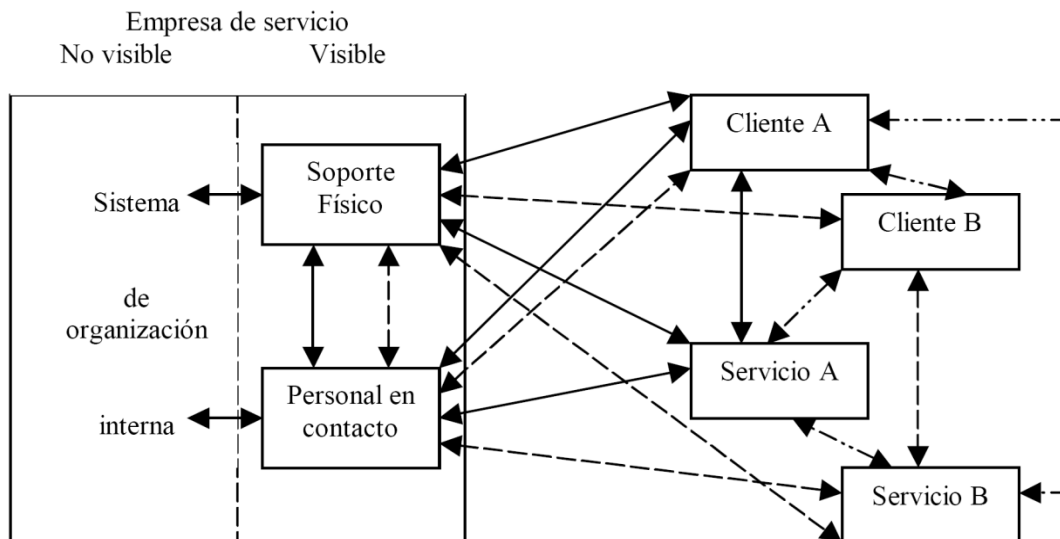 Empresa de servicio
No visible
Visible
Sistema
de
organización
interna
Soporte
Físico
Personal en
contacto
Cliente A
Cliente B
Servicio A
Servicio B